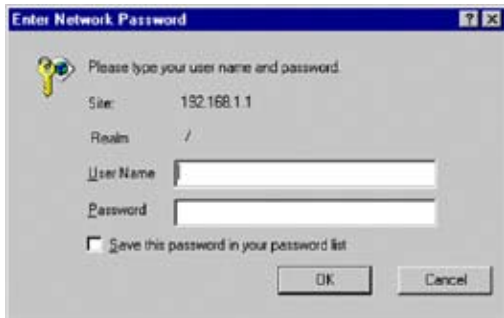 Enter Network Password
Please type your user name and password.
Site: 192.168.1.1
Realm /
User Name
Password
Save this password in your password list
OK Cancel